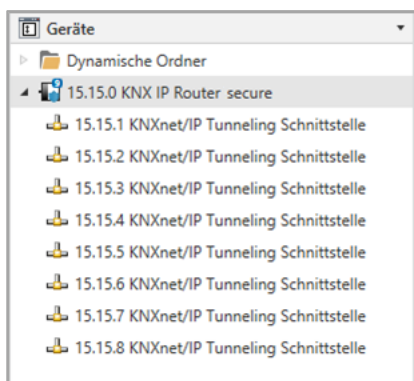 Geräte
Dynamische Ordner
15.15.0 KNX IP Router secure
15.15.1 KNXnet/IP Tunneling Schnittstelle
15.15.2 KNXnet/IP Tunneling Schnittstelle
15.15.3 KNXnet/IP Tunneling Schnittstelle
15.15.4 KNXnet/IP Tunneling Schnittstelle
15.15.5 KNXnet/IP Tunneling Schnittstelle
15.15.6 KNXnet/IP Tunneling Schnittstelle
15.15.7 KNXnet/IP Tunneling Schnittstelle
15.15.8 KNXnet/IP Tunneling Schnittstelle